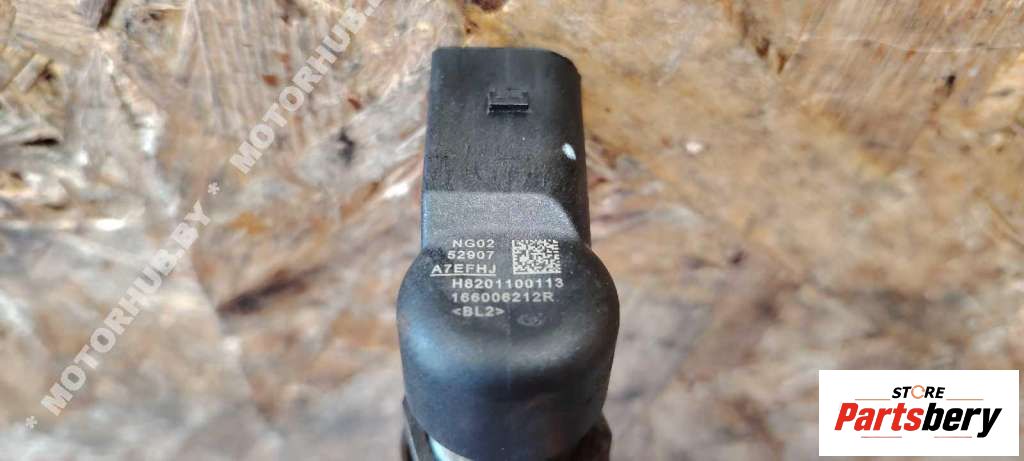 NG02
52907
A7EFHJ
H8201100113
166006212R
<BL2>
* MOTORHUB.BY * MOTORHUB.BY
STORE
Partsbery